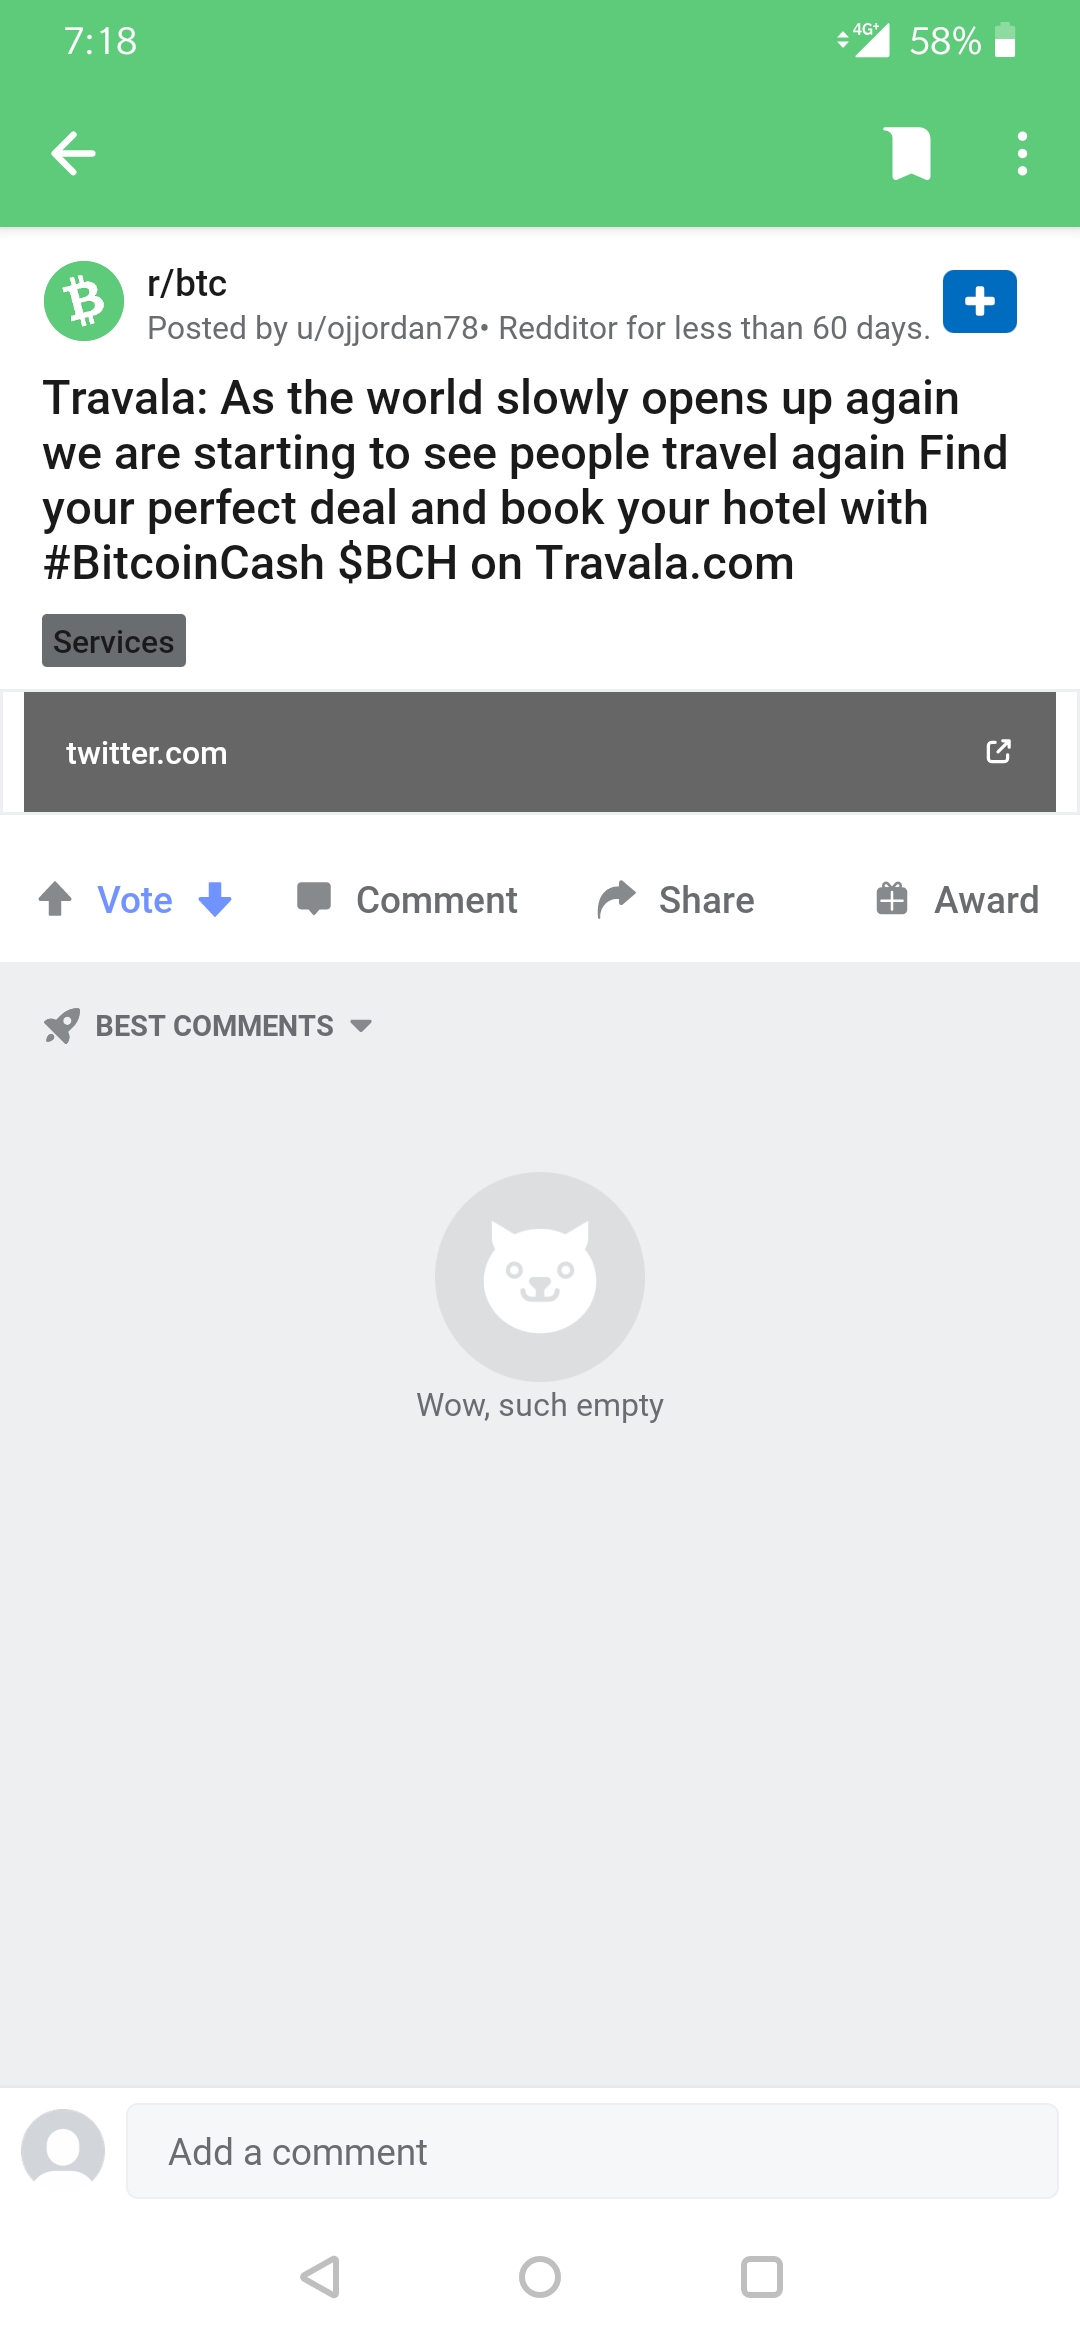 7:18
4G+ 58%
r/btc
Posted by u/ojjordan78• Redditor for less than 60 days.
Travala: As the world slowly opens up again
we are starting to see people travel again Find
your perfect deal and book your hotel with
#BitcoinCash $BCH on Travala.com
Services
twitter.com
Vote Comment Share Award
BEST COMMENTS
Wow, such empty
Add a comment